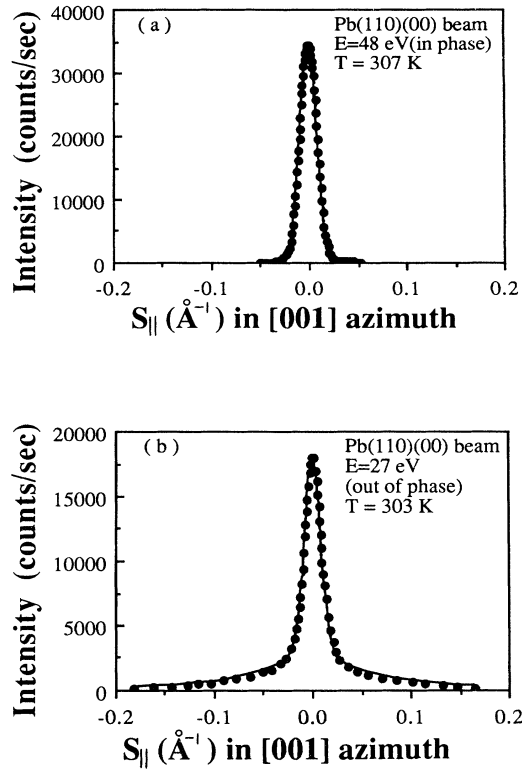 ( a )
Pb(110)(00) beam
E=48 eV(in phase)
T = 307 K
40000
30000
20000
10000
0
Intensity (counts/sec)
-0.2
-0.1
0.0
0.1
0.2
S|| (Å⁻¹) in [001] azimuth
( b )
Pb(110)(00) beam
E=27 eV
(out of phase)
T = 303 K
20000
15000
10000
5000
0
Intensity (counts/sec)
-0.2
-0.1
0.0
0.1
0.2
S|| (Å⁻¹) in [001] azimuth